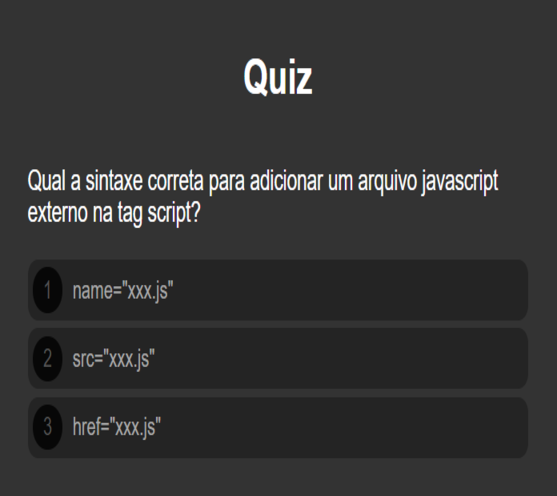 Quiz
Qual a sintaxe correta para adicionar um arquivo javascript
externo na tag script?
1 name="xxx.js"
2 src="xxx.js"
3 href="xxx.js"